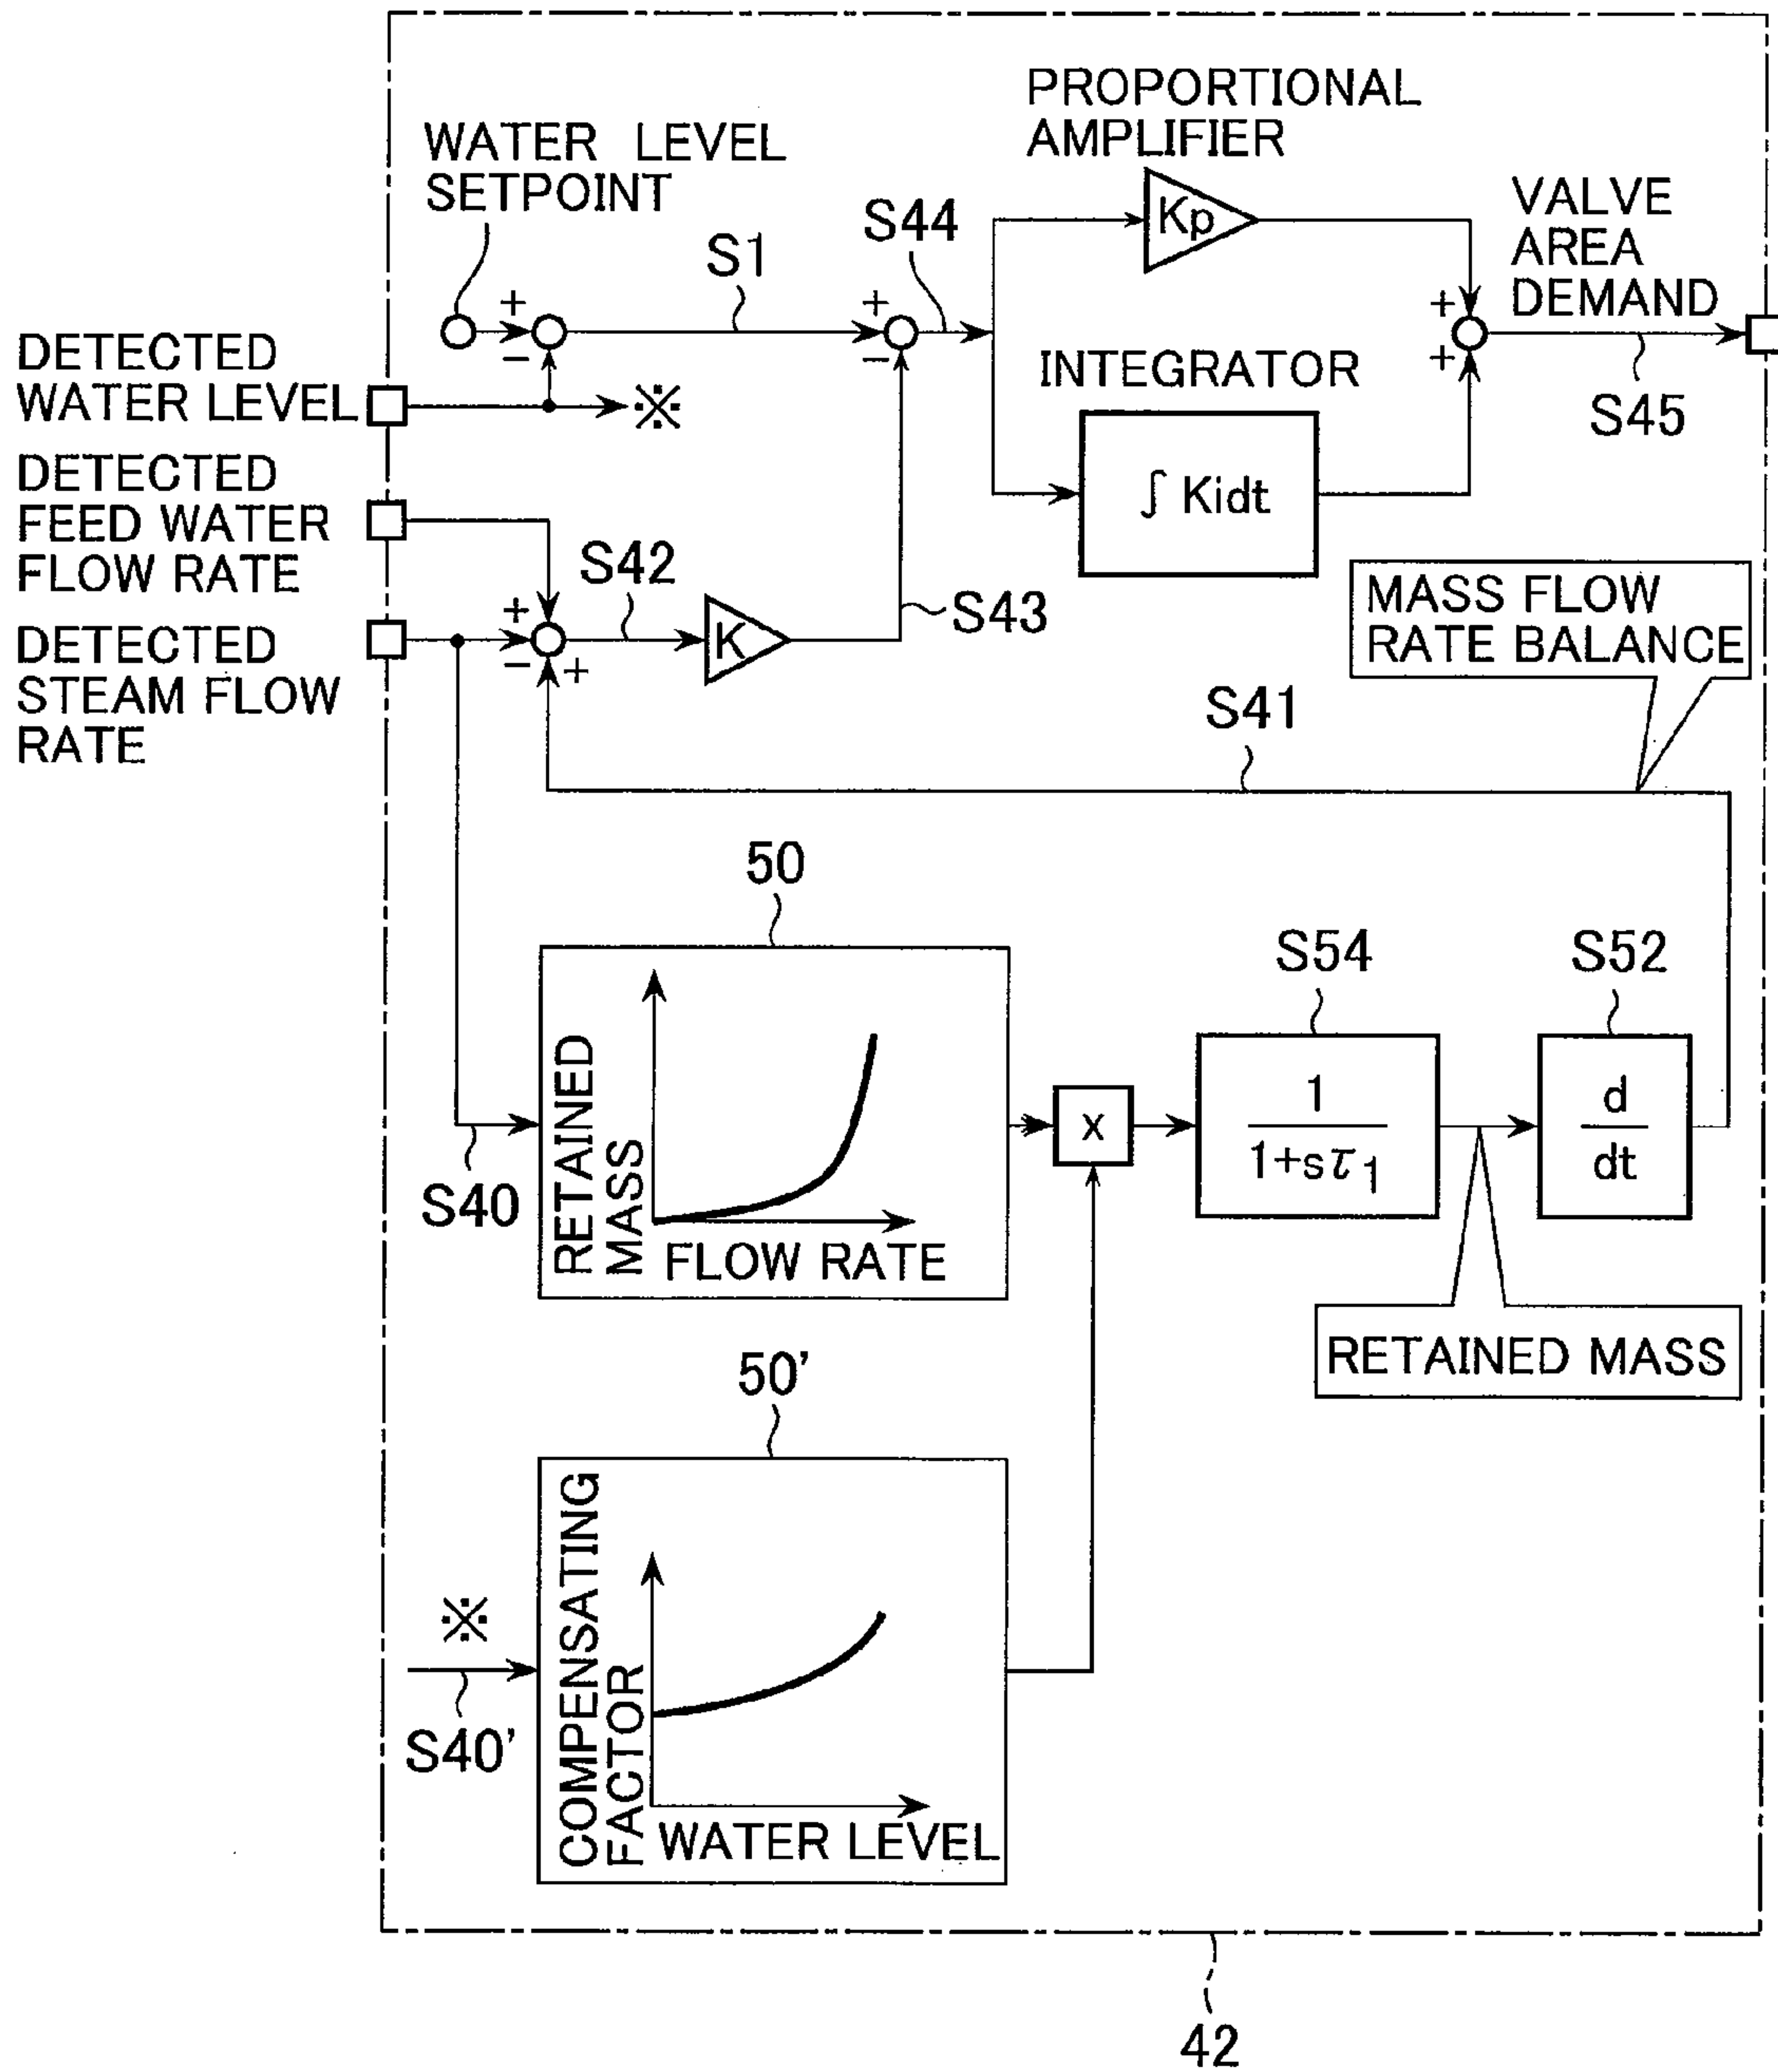 PROPORTIONAL
AMPLIFIER
WATER LEVEL
SETPOINT
Kp
VALVE
AREA
DEMAND
S44
S1
+
−
+
−
+
+
DETECTED
WATER LEVEL
※
INTEGRATOR
∫ Kidt
S45
DETECTED
FEED WATER
FLOW RATE
S42
K
S43
+
−
+
DETECTED
STEAM FLOW
RATE
MASS FLOW
RATE BALANCE
S41
50
S54
S52
RETAINED
MASS
FLOW RATE
S40
x
1
1+sτ1
d
dt
RETAINED MASS
50'
COMPENSATING
FACTOR
WATER LEVEL
※
S40'
42